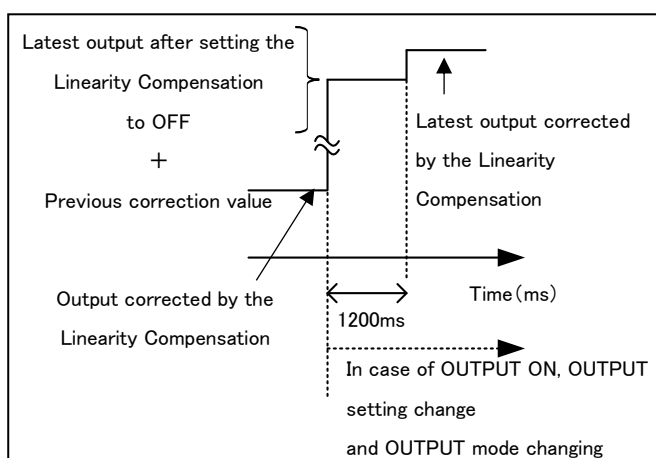 Latest output after setting the
Linearity Compensation
to OFF
+
Previous correction value
Latest output corrected
by the Linearity
Compensation
Output corrected by the
Linearity Compensation
Time(ms)
1200ms
In case of OUTPUT ON, OUTPUT
setting change
and OUTPUT mode changing